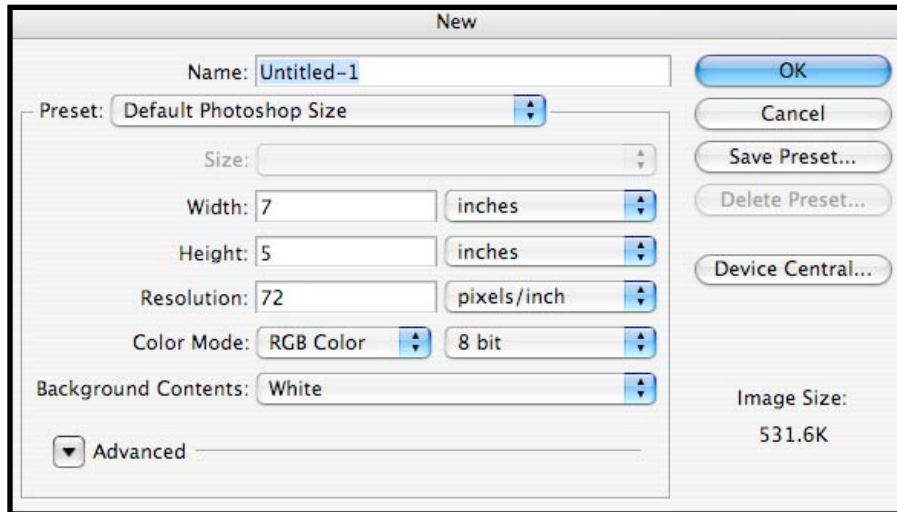 New
Name: Untitled-1
OK
Preset: Default Photoshop Size
Cancel
Size:
Save Preset...
Width: 7 inches
Delete Preset...
Height: 5 inches
Device Central...
Resolution: 72 pixels/inch
Color Mode: RGB Color 8 bit
Background Contents: White
Image Size:
531.6K
Advanced